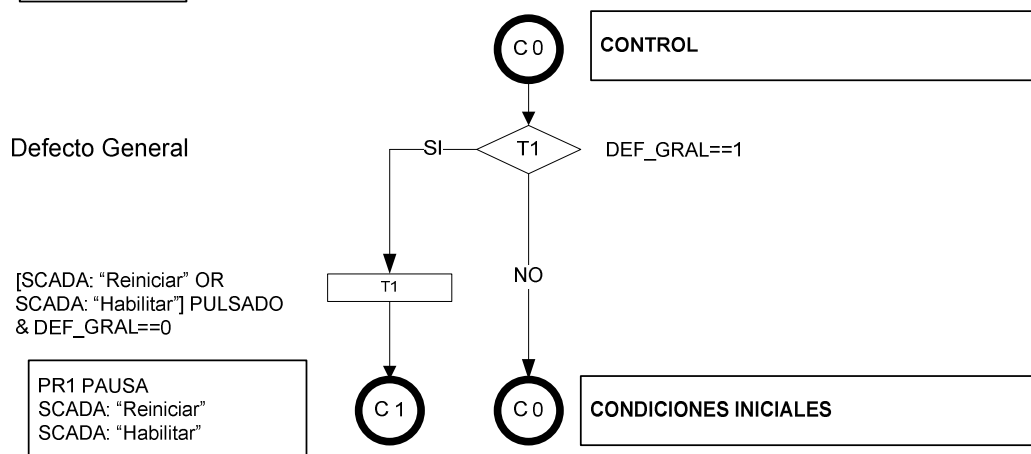 C 0
CONTROL
Defecto General
SI
T1
DEF_GRAL==1
[SCADA: “Reiniciar” OR
SCADA: “Habilitar”] PULSADO
& DEF_GRAL==0
T1
NO
PR1 PAUSA
SCADA: “Reiniciar”
SCADA: “Habilitar”
C 1
C 0
CONDICIONES INICIALES